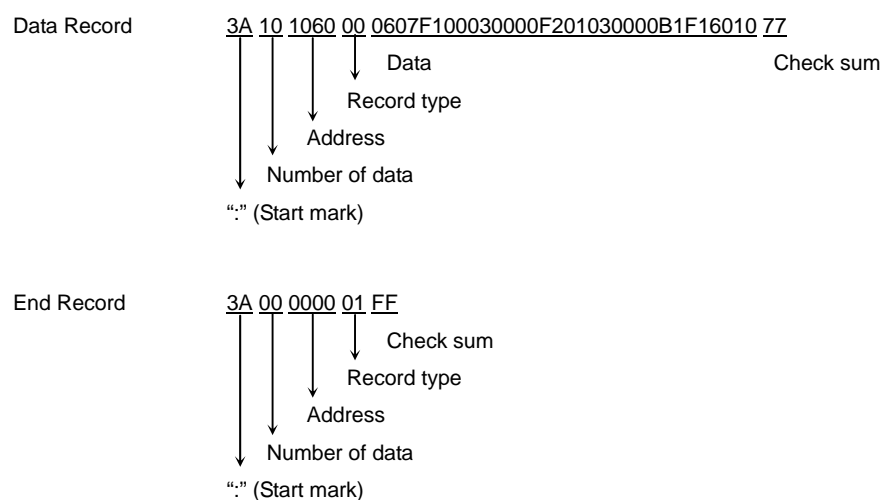 Data Record 3A 10 1060 00 0607F100030000F201030000B1F16010 77
Data Check sum
Record type
Address
Number of data
“:” (Start mark)
End Record 3A 00 0000 01 FF
Check sum
Record type
Address
Number of data
“:” (Start mark)